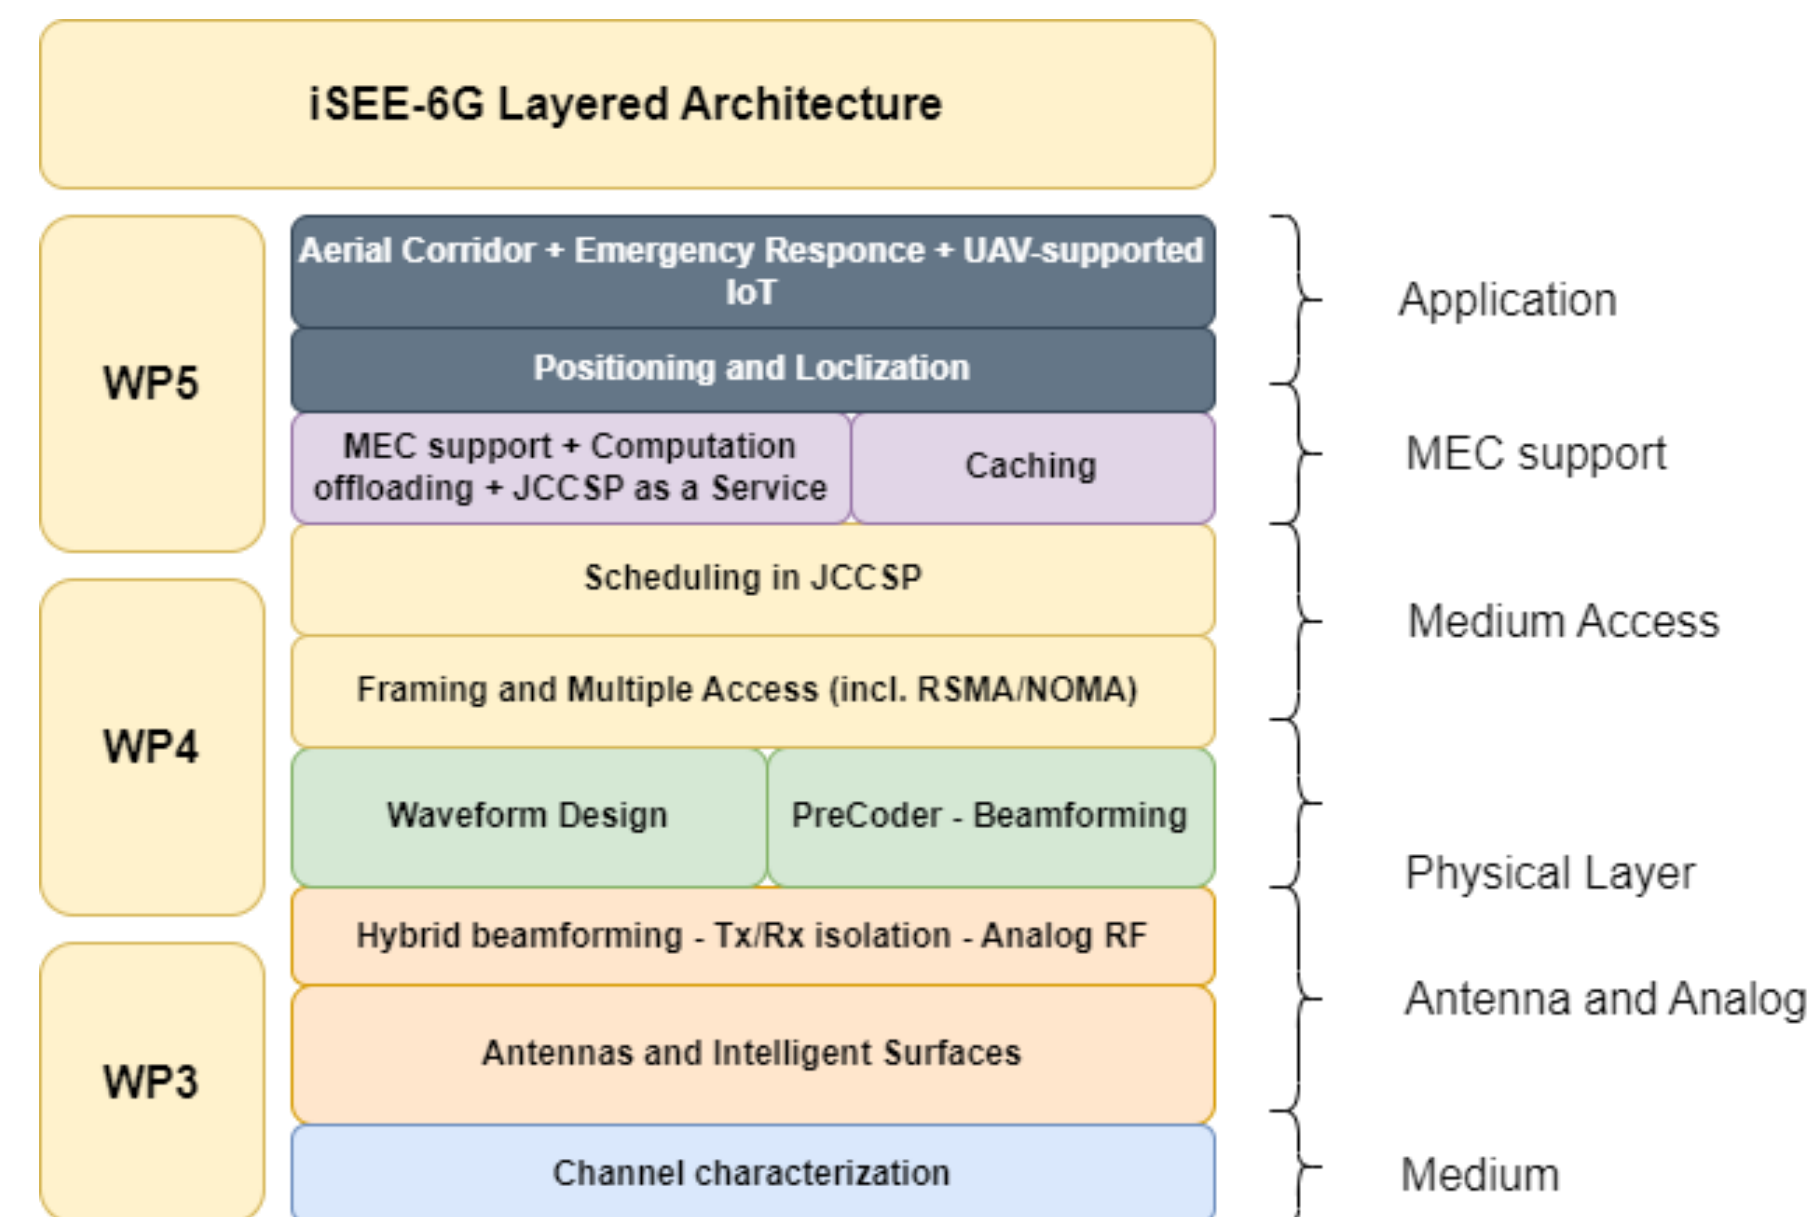 iSEE-6G Layered Architecture
WP5
Aerial Corridor + Emergency Responce + UAV-supported
IoT
Application
Positioning and Loclization
MEC support + Computation
offloading + JCCSP as a Service
Caching
MEC support
WP4
Scheduling in JCCSP
Medium Access
Framing and Multiple Access (incl. RSMA/NOMA)
Waveform Design
PreCoder - Beamforming
Physical Layer
WP3
Hybrid beamforming - Tx/Rx isolation - Analog RF
Antenna and Analog
Antennas and Intelligent Surfaces
Channel characterization
Medium